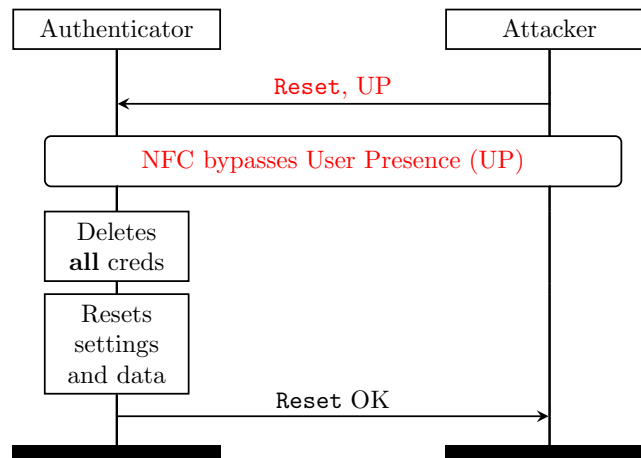 Authenticator
Attacker
Reset, UP
NFC bypasses User Presence (UP)
Deletes
all creds
Resets
settings
and data
Reset OK